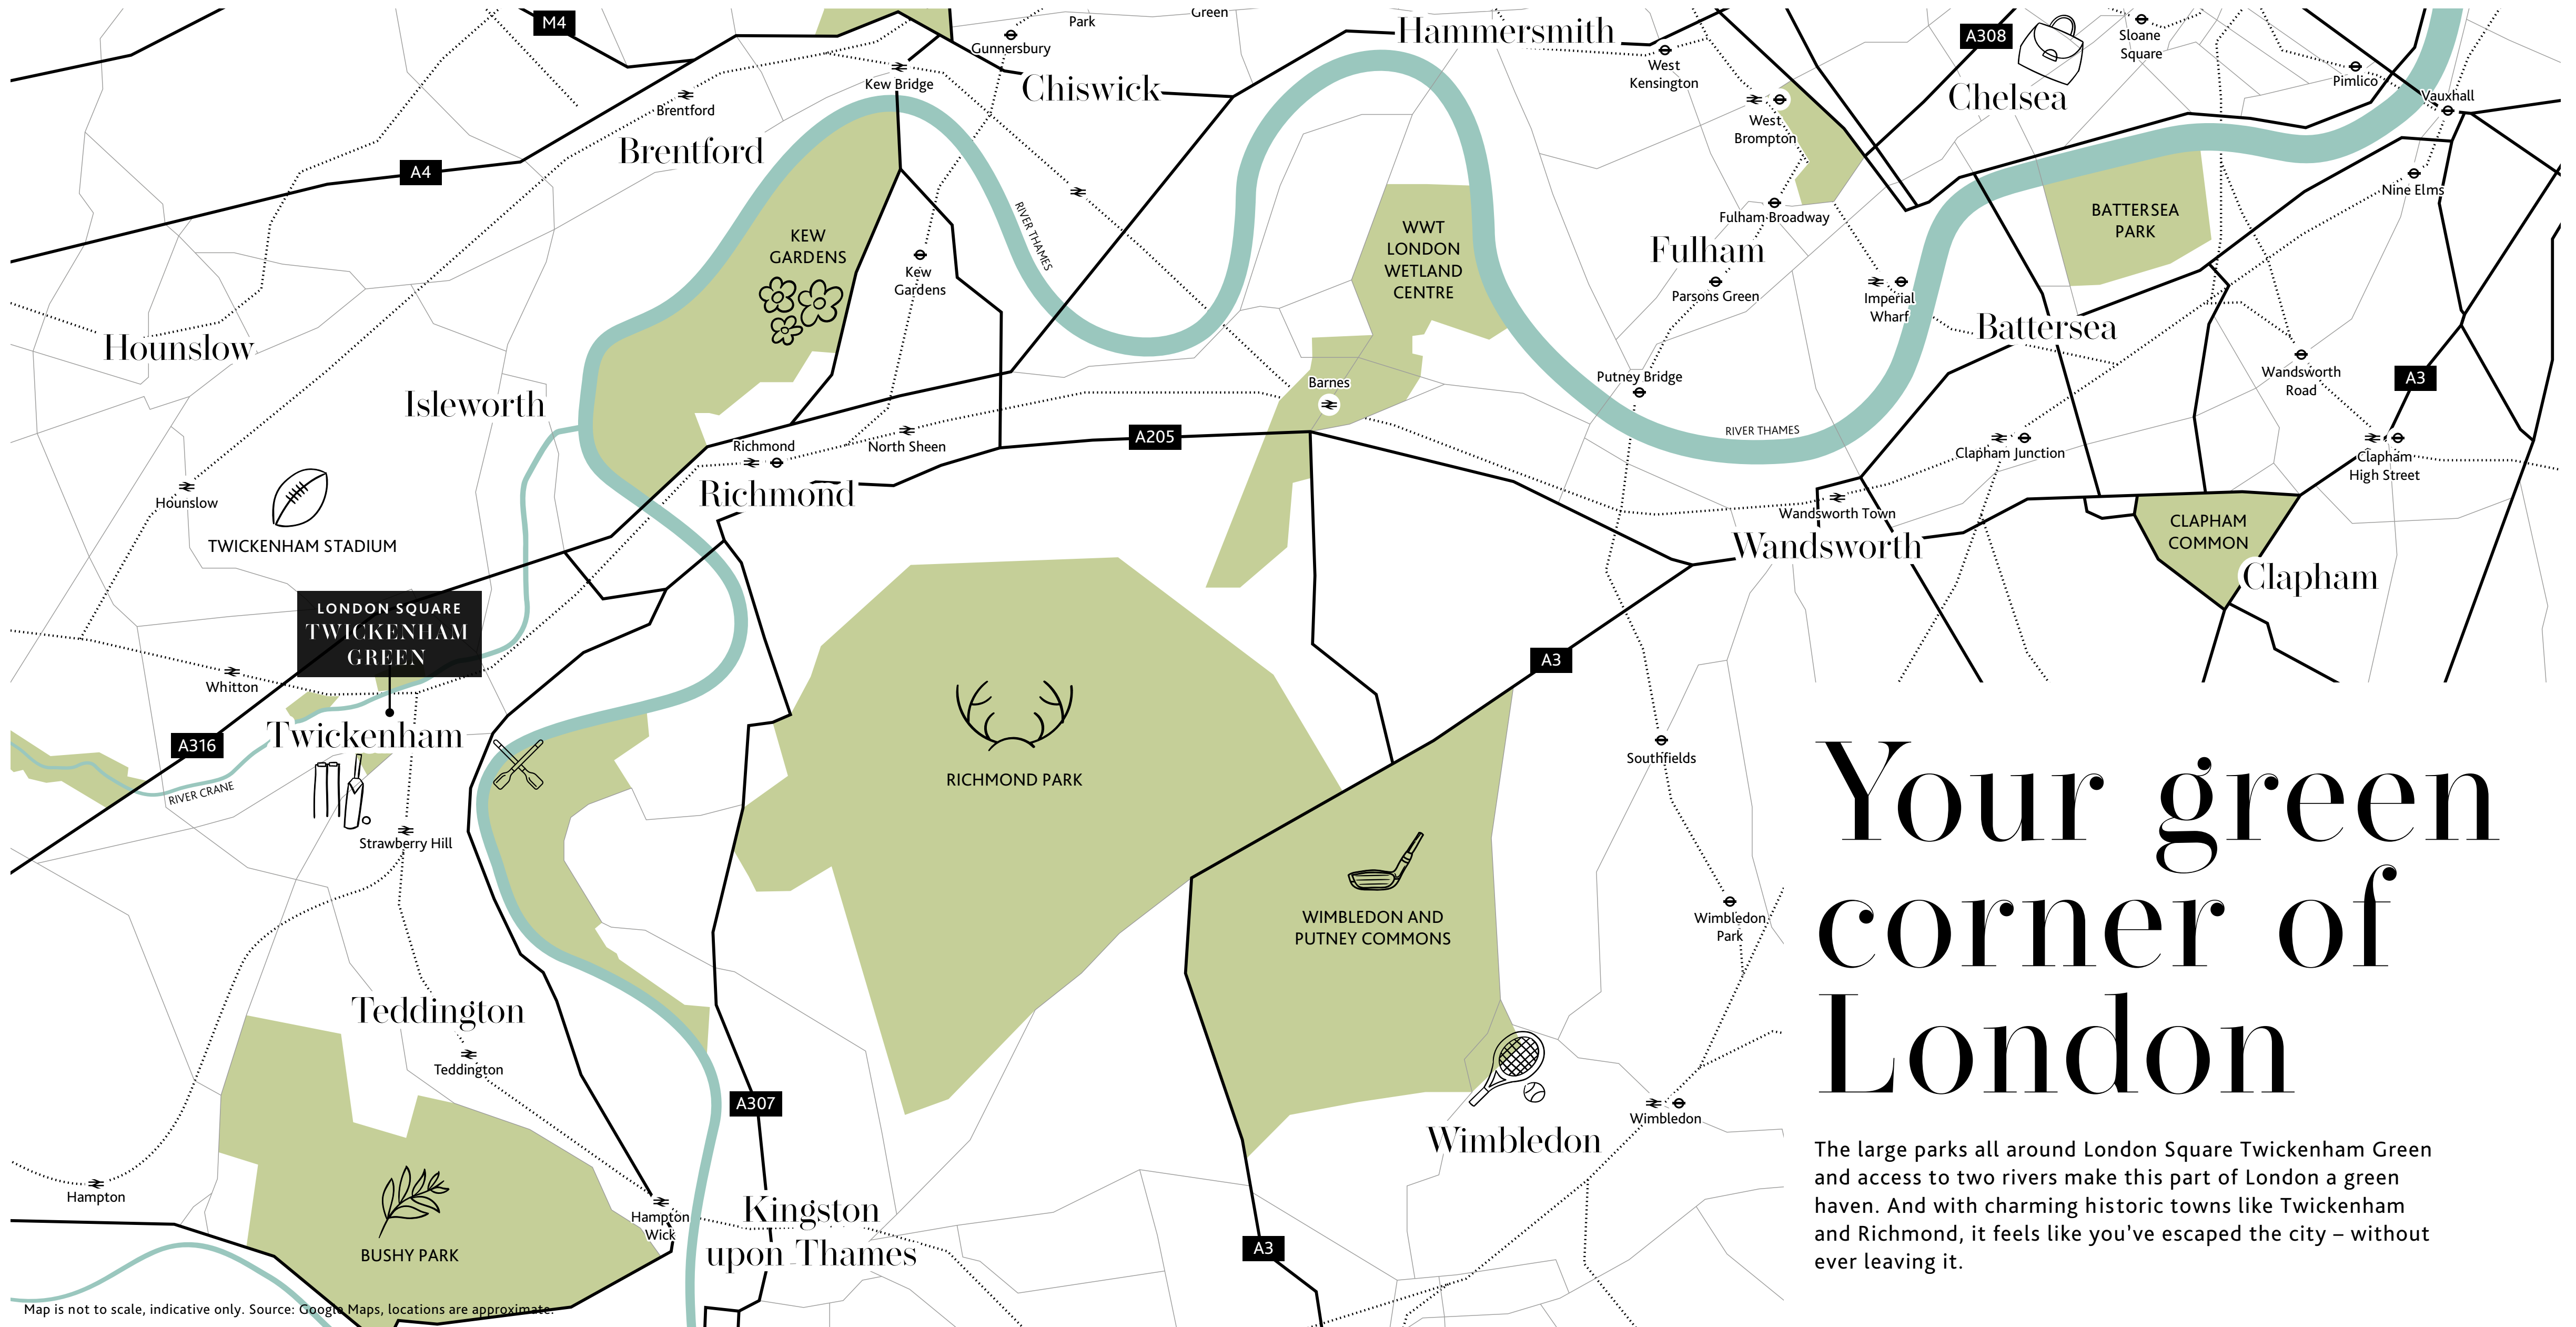 M4
Park
Green
Gunnersbury
Hammersmith
A308
Sloane
Square
West
Kensington
Pimlico
Kew Bridge
Chiswick
Chelsea
Vauxhall
Brentford
West
Brompton
Brentford
A4
Nine Elms
BATTERSEA
PARK
Fulham Broadway
RIVER THAMES
KEW
GARDENS
WWT
LONDON
WETLAND
CENTRE
Fulham
Kew
Gardens
Parsons Green
Imperial
Wharf
Battersea
Hounslow
Wandsworth
Road
A3
Putney Bridge
Barnes
Isleworth
RIVER THAMES
A205
Richmond
North Sheen
Clapham Junction
Clapham
High Street
Richmond
Hounslow
Wandsworth Town
TWICKENHAM STADIUM
Wandsworth
CLAPHAM
COMMON
Clapham
LONDON SQUARE
TWICKENHAM
GREEN
A3
Whitton
A316
Twickenham
RIVER CRANE
RICHMOND PARK
Southfields
Strawberry Hill
WIMBLEDON AND
PUTNEY COMMONS
Wimbledon
Park
Teddington
Teddington
A307
Wimbledon
Wimbledon
Hampton
Hampton
Wick
Kingston
upon Thames
BUSHY PARK
A3
Map is not to scale, indicative only. Source: Google Maps, locations are approximate.
Your green
corner of
London
The large parks all around London Square Twickenham Green
and access to two rivers make this part of London a green
haven. And with charming historic towns like Twickenham
and Richmond, it feels like you've escaped the city – without
ever leaving it.